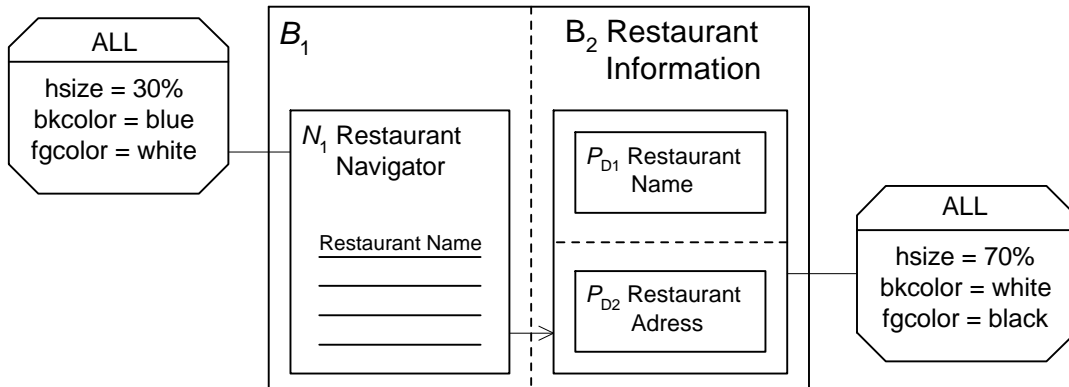 ALL
hsize = 30%
bkcolor = blue
fgcolor = white
B1
N1 Restaurant
Navigator
Restaurant Name
B2 Restaurant
Information
PD1 Restaurant
Name
PD2 Restaurant
Adress
ALL
hsize = 70%
bkcolor = white
fgcolor = black